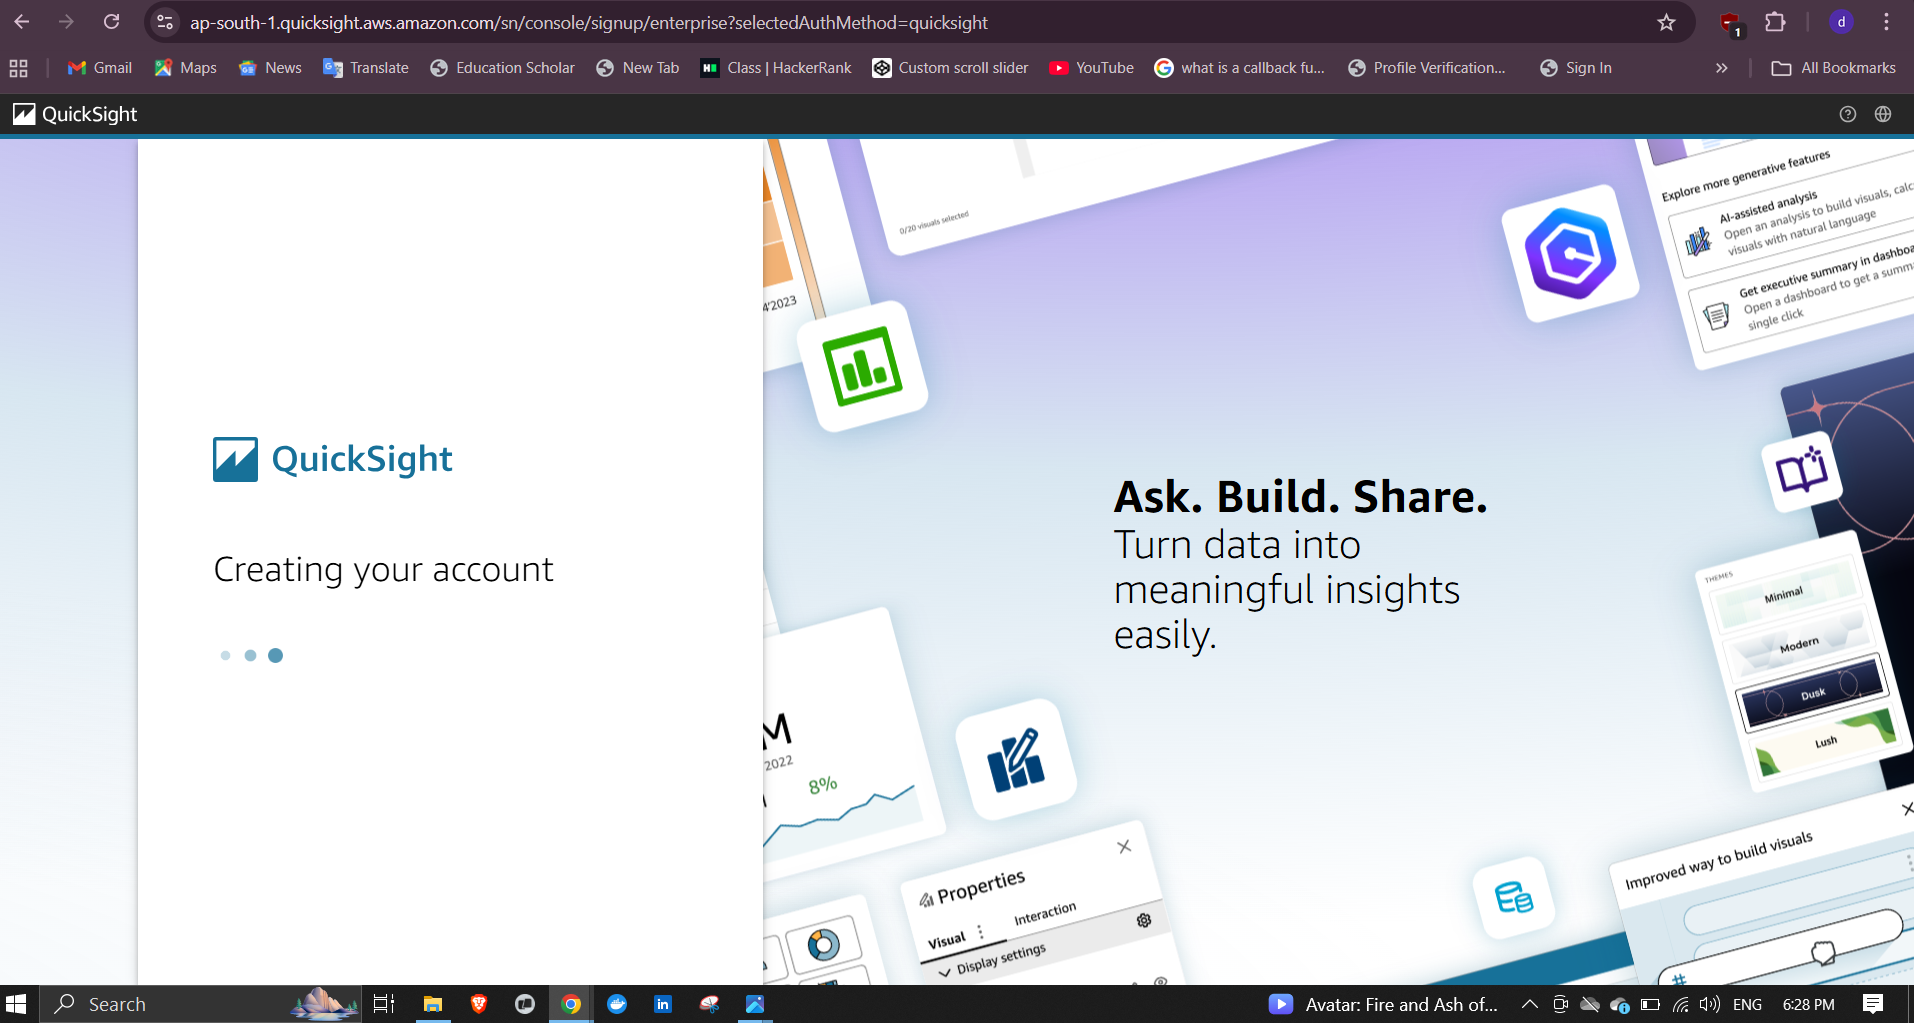 ap-south-1.quicksight.aws.amazon.com/sn/console/signup/enterprise?selectedAuthMethod=quicksight
1
d
Gmail
Maps
News
Translate
Education Scholar
New Tab
Class | HackerRank
Custom scroll slider
YouTube
what is a callback fu...
Profile Verification...
Sign In
All Bookmarks
QuickSight
QuickSight
Creating your account
4'2023
0/20 visuals selected
Explore more generative features
AI-assisted analysis
Open an analysis to build visuals, calc
visuals with natural language
Get executive summary in dashboa
Open a dashboard to get a summ
single click
Ask. Build. Share.
Turn data into
meaningful insights
easily.
THEMES
Minimal
Modern
Dusk
Lush
M
2022
8%
Properties
Visual
Interaction
Display settings
Improved way to build visuals
Search
Avatar: Fire and Ash of...
ENG
6:28 PM